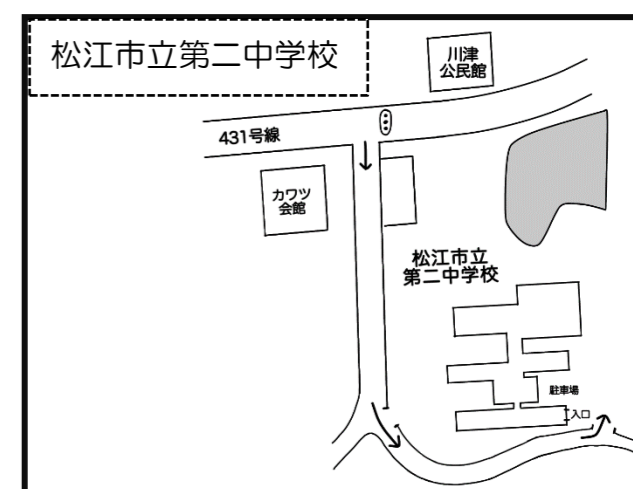 松江市立第二中学校
川津
公民館
431号線
カワツ
会館
松江市立
第二中学校
駐車場
入口